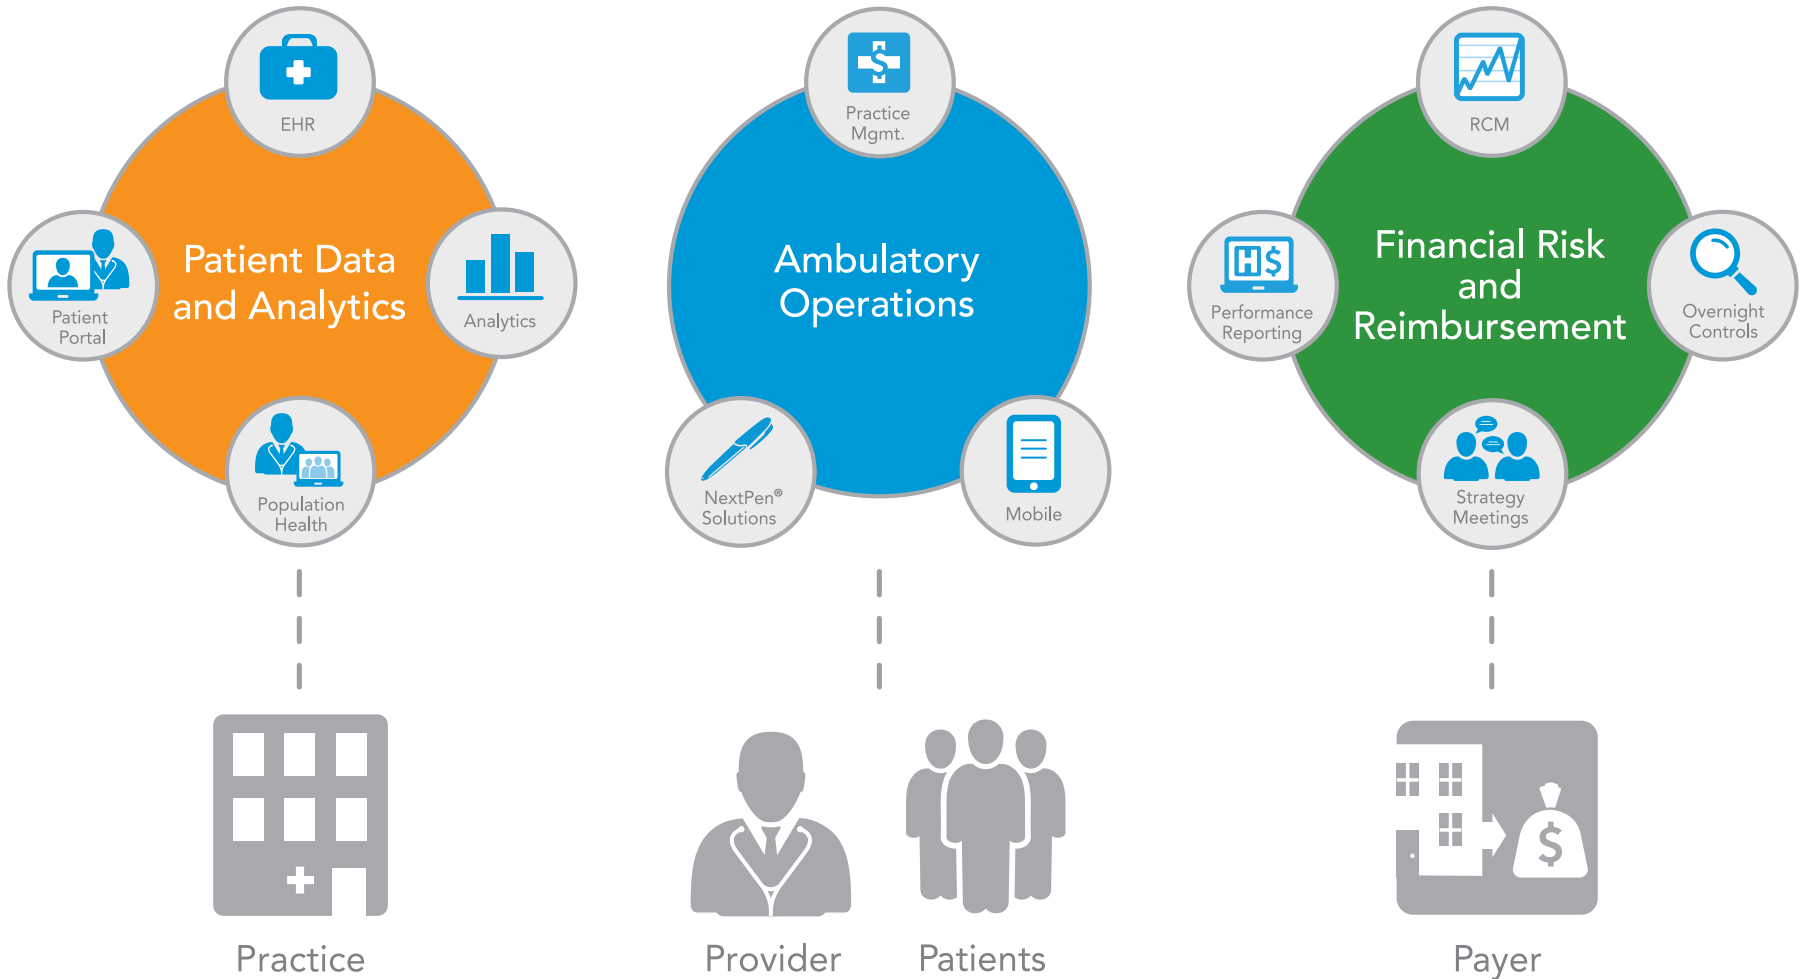 EHR
Patient Data
and Analytics
Patient
Portal
Analytics
Population
Health
Practice
Practice
Mgmt.
Ambulatory
Operations
NextPen®
Solutions
Mobile
Provider
Patients
RCM
Financial Risk
and
Reimbursement
Performance
Reporting
H$
Overnight
Controls
Strategy
Meetings
$
Payer